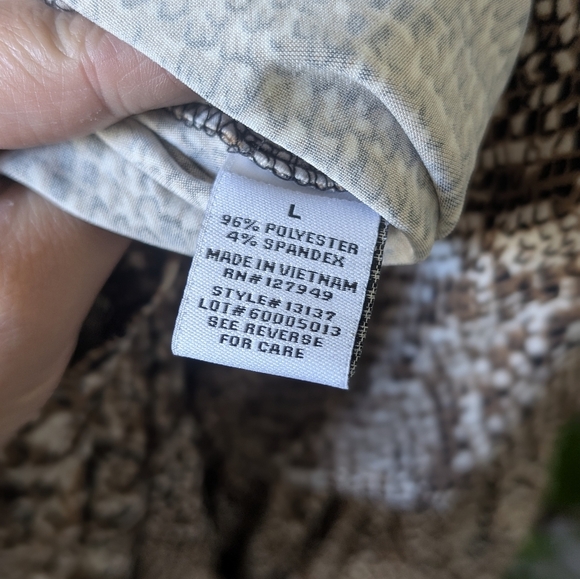 L
96% POLYESTER
4% SPANDEX
MADE IN VIETNAM
RN#127949
STYLE# 13137
LOT#60005013
SEE REVERSE
FOR CARE